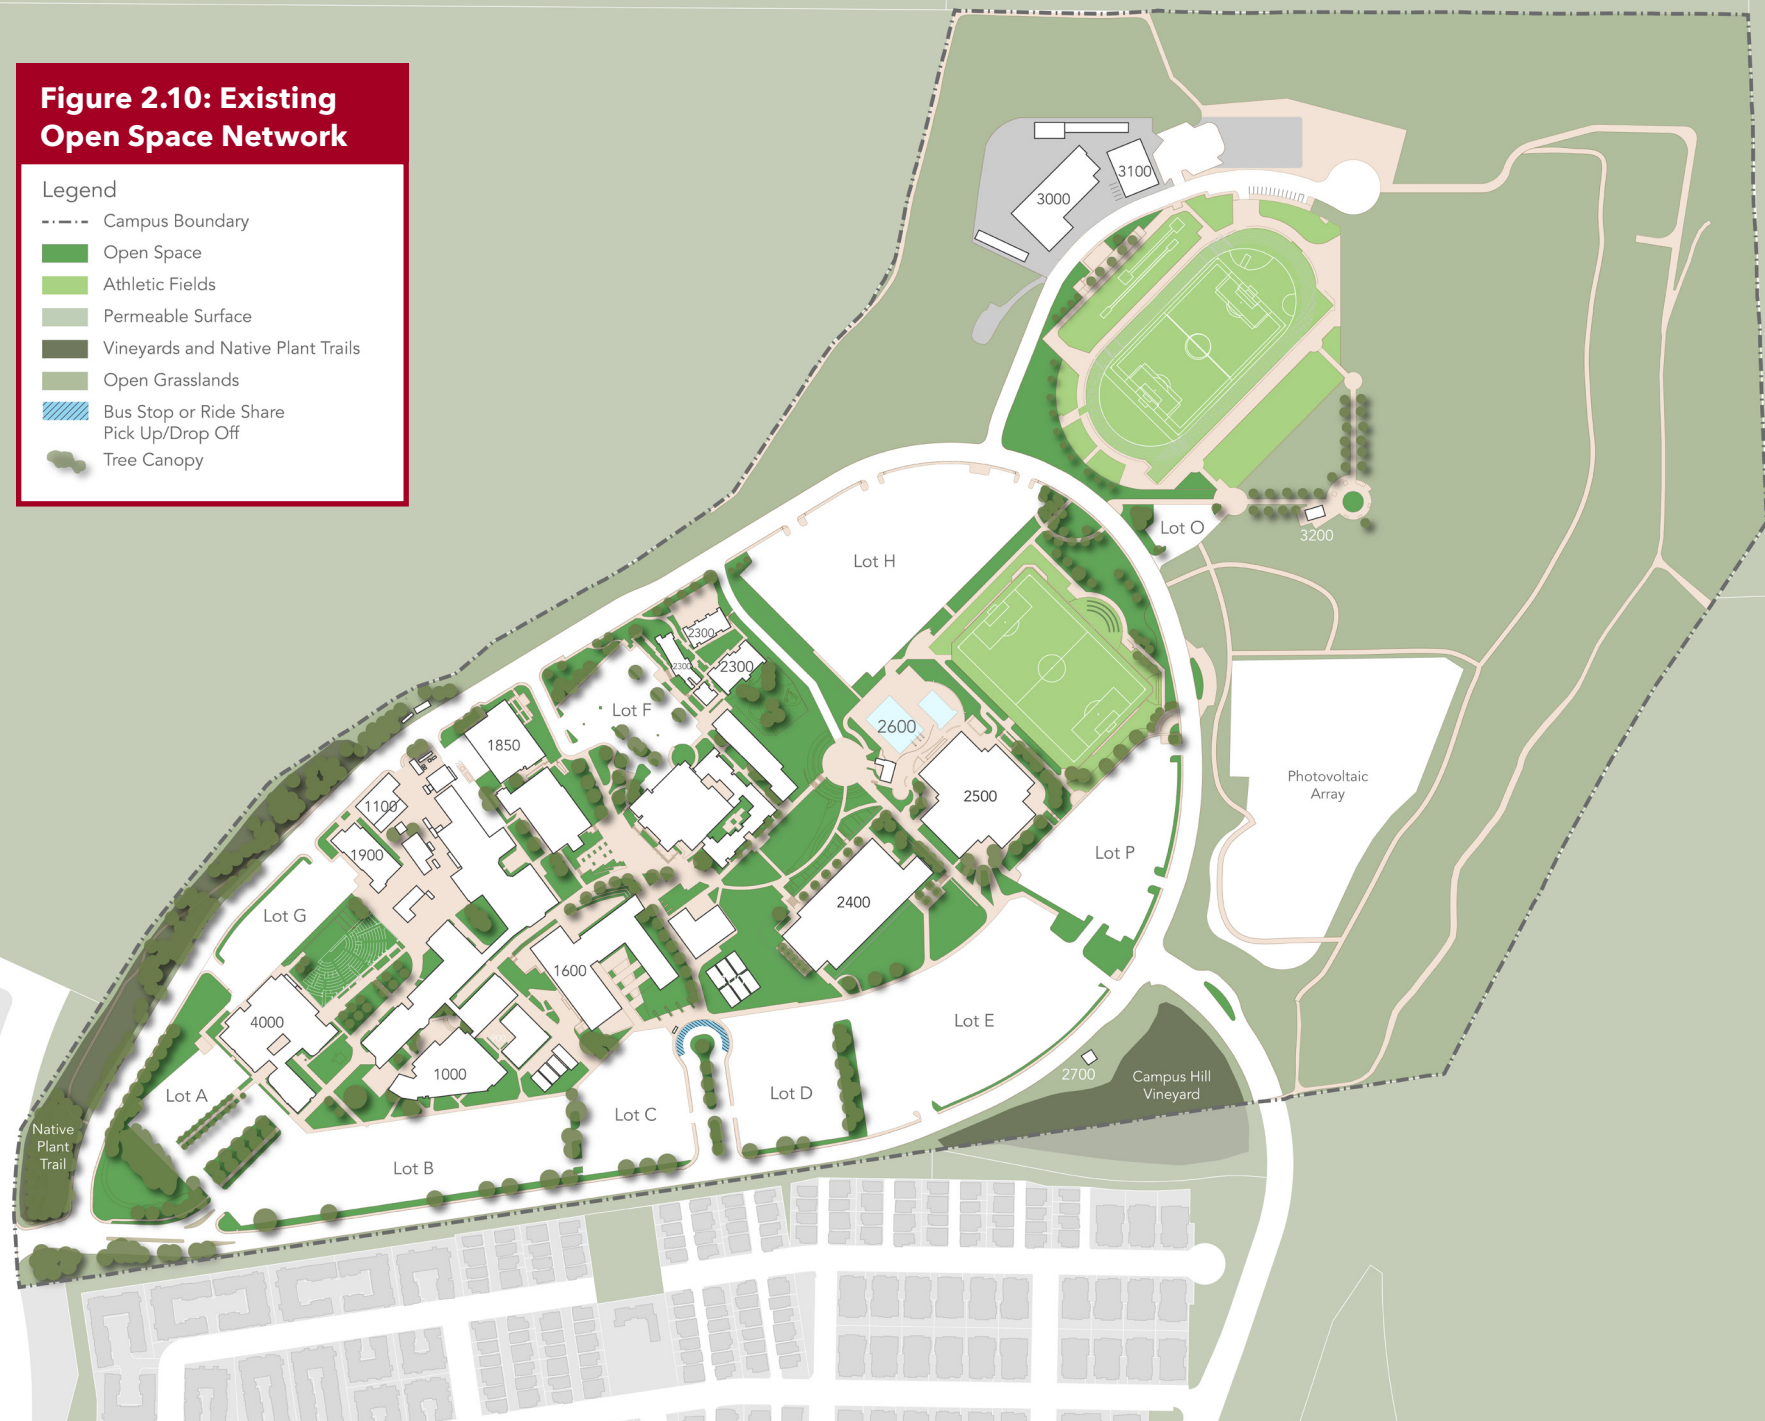 Figure 2.10: Existing
Open Space Network
Legend
Campus Boundary
Open Space
Athletic Fields
Permeable Surface
Vineyards and Native Plant Trails
Open Grasslands
Bus Stop or Ride Share
Pick Up/Drop Off
Tree Canopy
3100
3000
Lot O
3200
Lot H
2300
2300
2300
Lot F
2600
1850
Photovoltaic
Array
2500
1100
1900
Lot P
2400
Lot G
1600
4000
Lot E
1000
2700
Campus Hill
Vineyard
Lot A
Lot D
Lot C
Native
Plant
Trail
Lot B